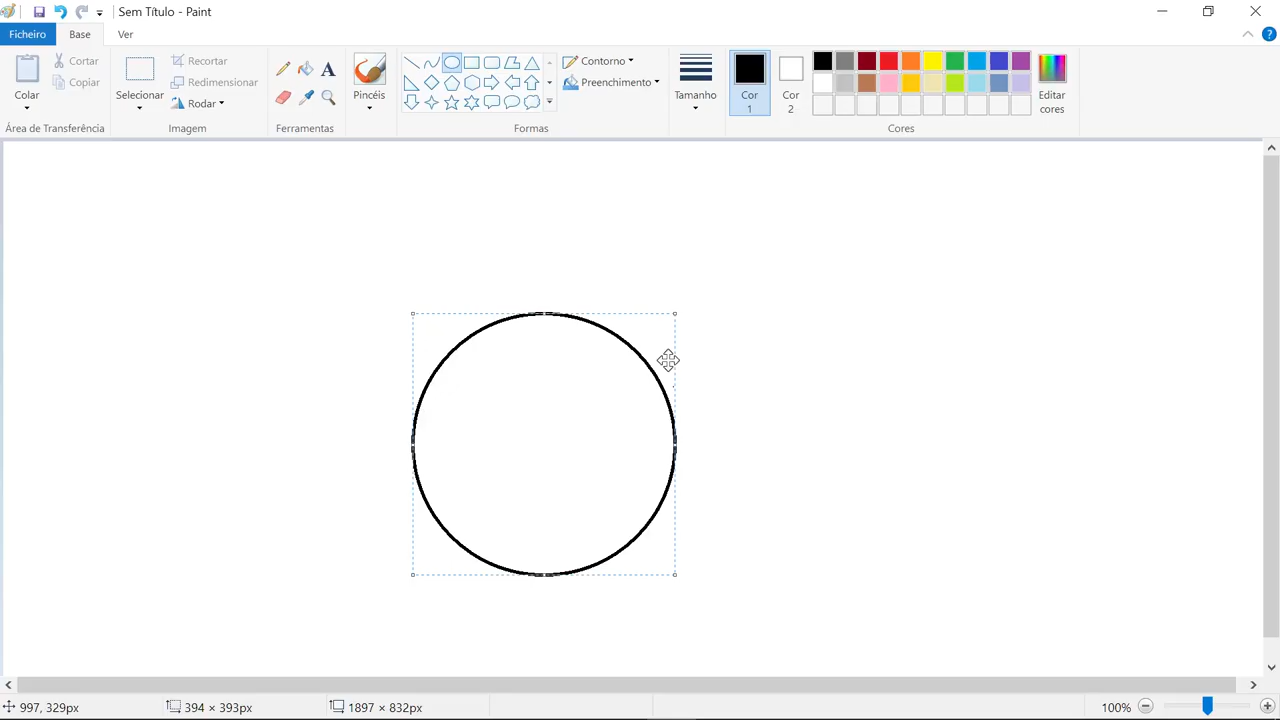 Sem Título - Paint
Ficheiro Base Ver
Colar
Cortar
Copiar
Área de Transferência
Selecionar
Recortar
Redimensionar
Rodar
Imagem
A
Ferramentas
Pincéis
Contorno
Preenchimento
Formas
Tamanho
Cor
1
Cor
2
Editar
cores
Cores
997, 329px 394 × 393px 1897 × 832px 100%